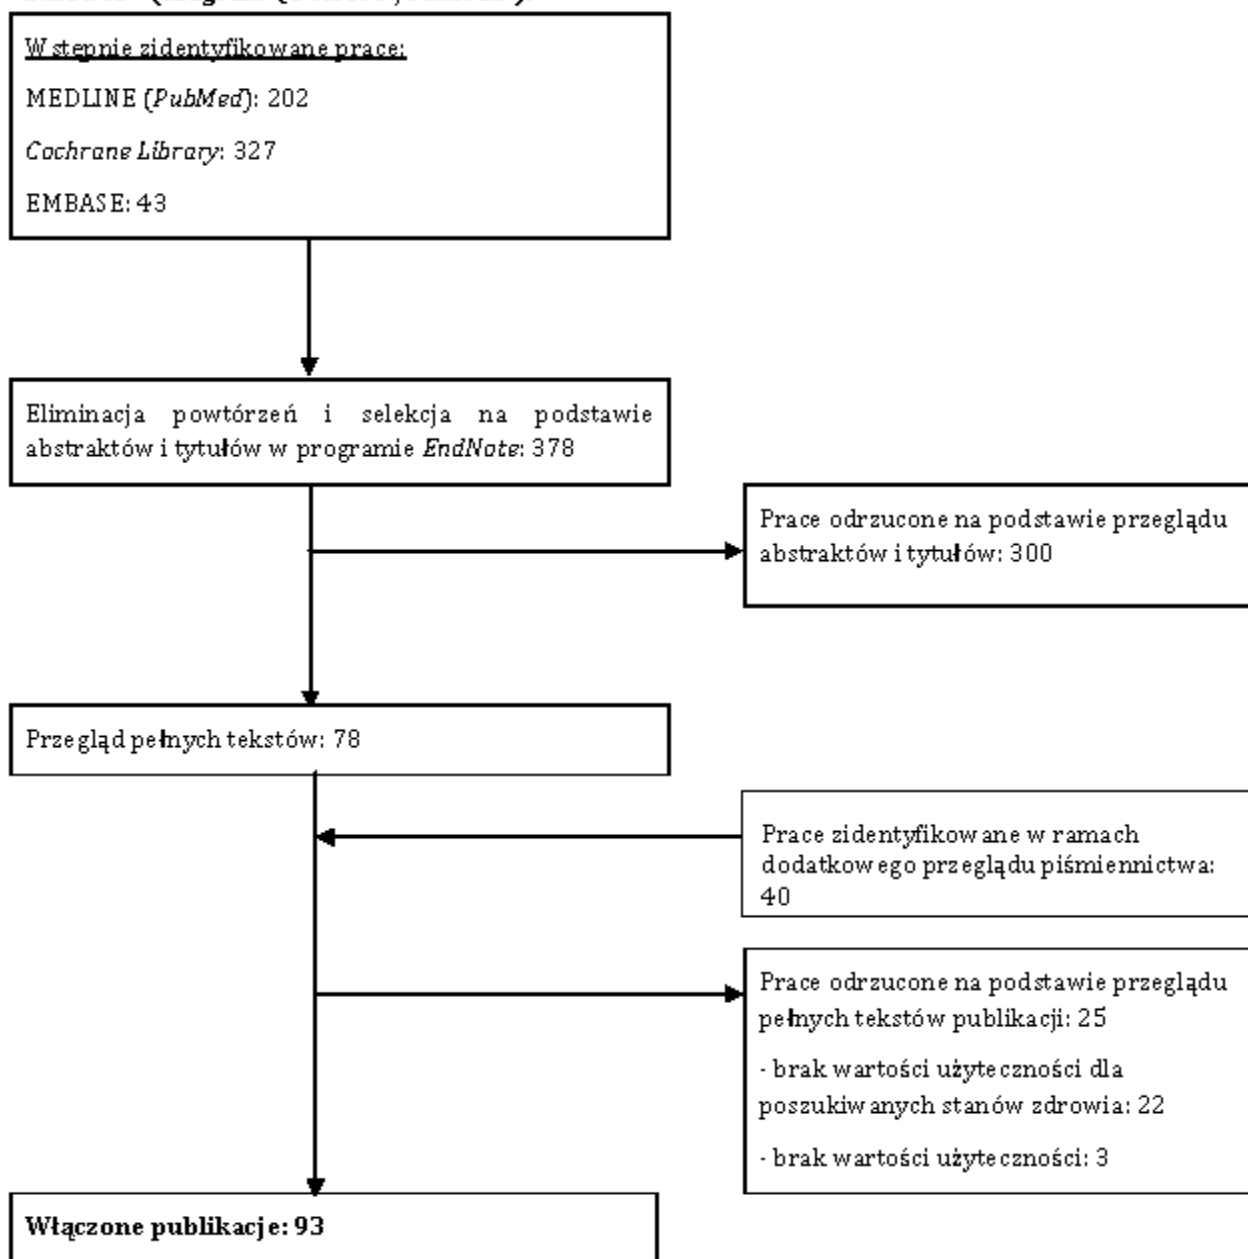 Wstępnie zidentyfikowane prace:
MEDLINE (PubMed): 202
Cochrane Library: 327
EMBASE: 43
Eliminacja powtórzeń i selekcja na podstawie
abstraktów i tytułów w programie EndNote: 378
Prace odrzucone na podstawie przeglądu
abstraktów i tytułów: 300
Przegląd pełnych tekstów: 78
Prace zidentyfikowane w ramach
dodatkowego przeglądu piśmiennictwa:
40
Prace odrzucone na podstawie przeglądu
pełnych tekstów publikacji: 25
- brak wartości użyteczności dla
poszukiwanych stanów zdrowia: 22
- brak wartości użyteczności: 3
Włączone publikacje: 93